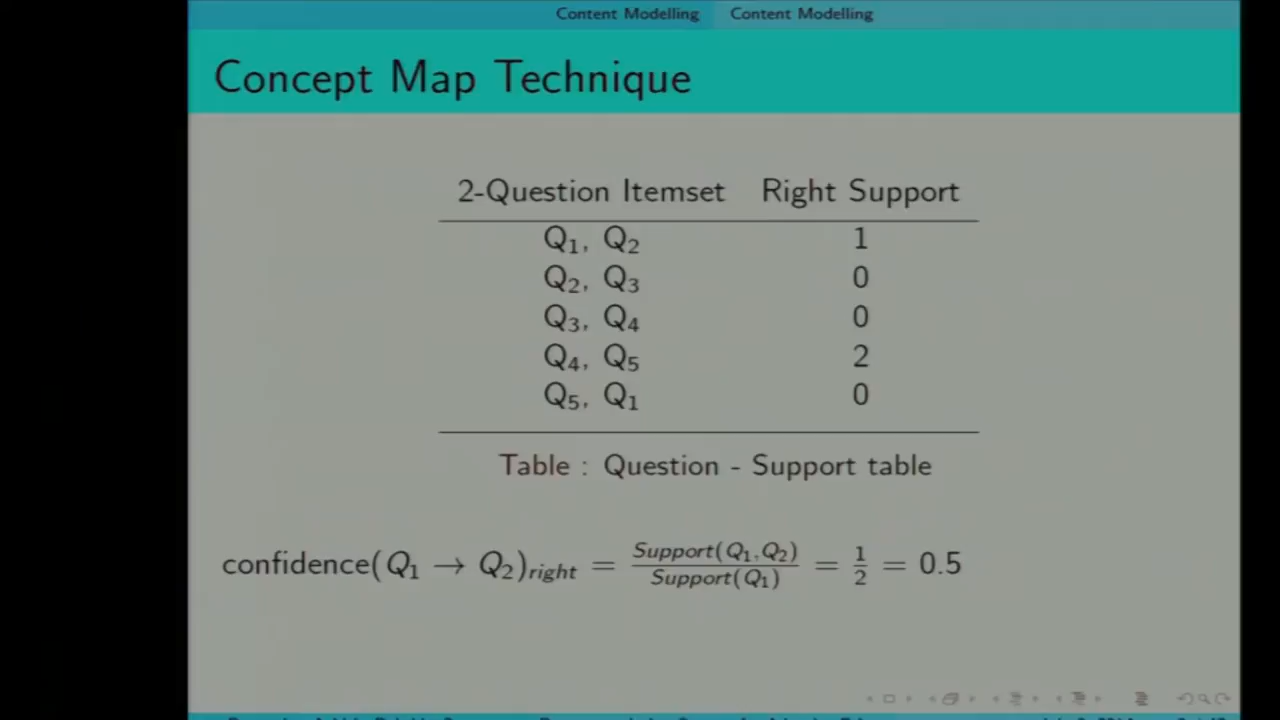 Content Modelling Content Modelling
Concept Map Technique
2-Question Itemset Right Support
Q₁, Q₂ 1
Q₂, Q₃ 0
Q₃, Q₄ 0
Q₄, Q₅ 2
Q₅, Q₁ 0
Table : Question - Support table
confidence(Q₁ → Q₂)right = Support(Q₁,Q₂)/Support(Q₁) = 1/2 = 0.5